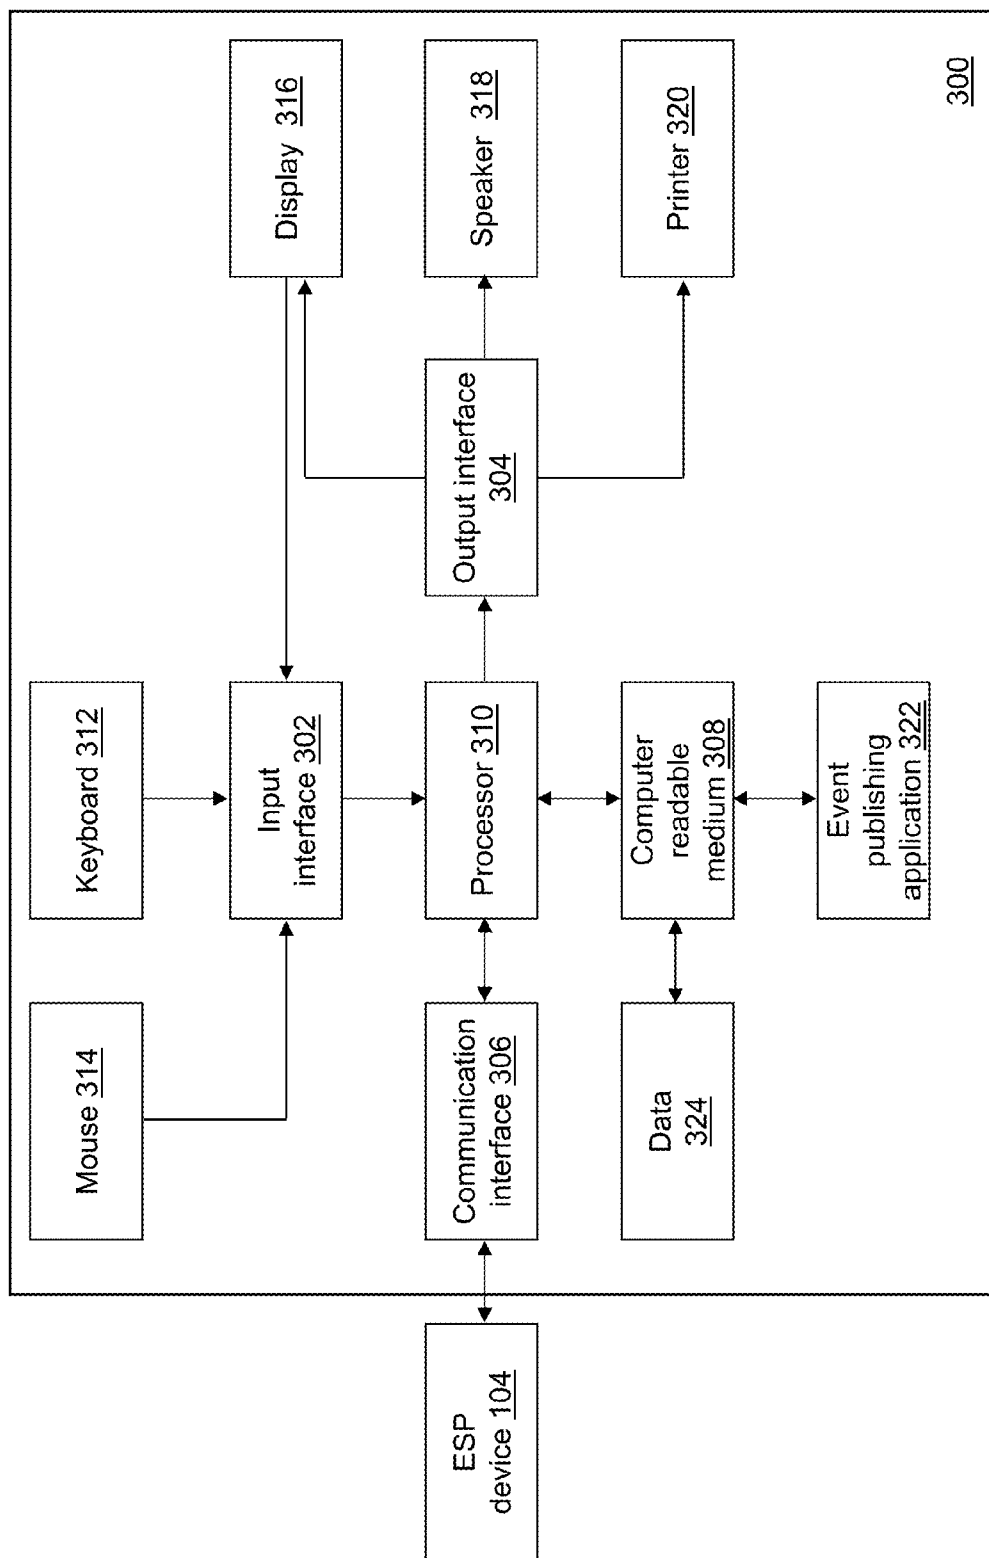 Mouse 314
Keyboard 312
Input
interface 302
Display 316
ESP
device 104
Communication
interface 306
Processor 310
Output interface
304
Speaker 318
Data
324
Computer
readable
medium 308
Printer 320
Event
publishing
application 322
300